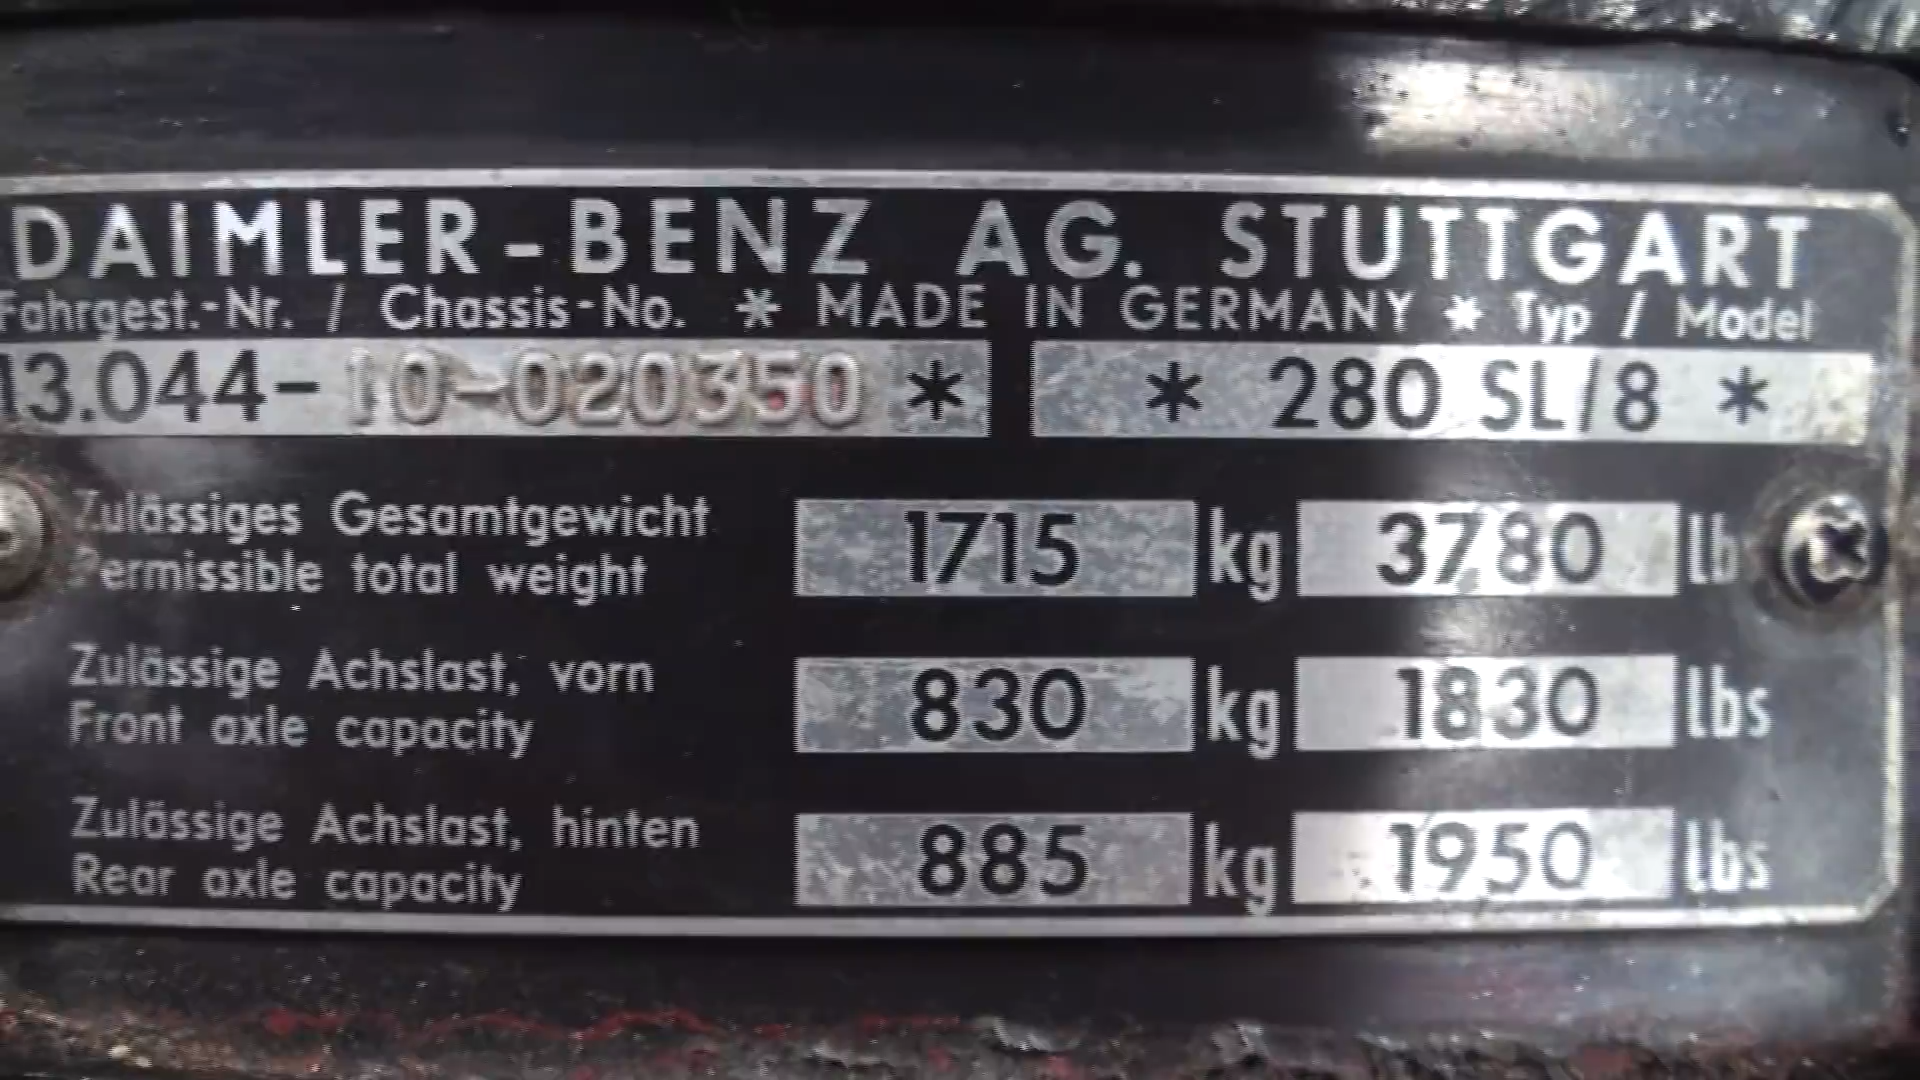 DAIMLER-BENZ AG. STUTTGART
Fahrgest.-Nr. / Chassis-No. * MADE IN GERMANY * Typ / Model
13.044-10-020350 * * 280 SL/8 *
Zulässiges Gesamtgewicht
Permissible total weight
1715 kg 3780 lb
Zulässige Achslast, vorn
Front axle capacity
830 kg 1830 lbs
Zulässige Achslast, hinten
Rear axle capacity
885 kg 1950 lbs